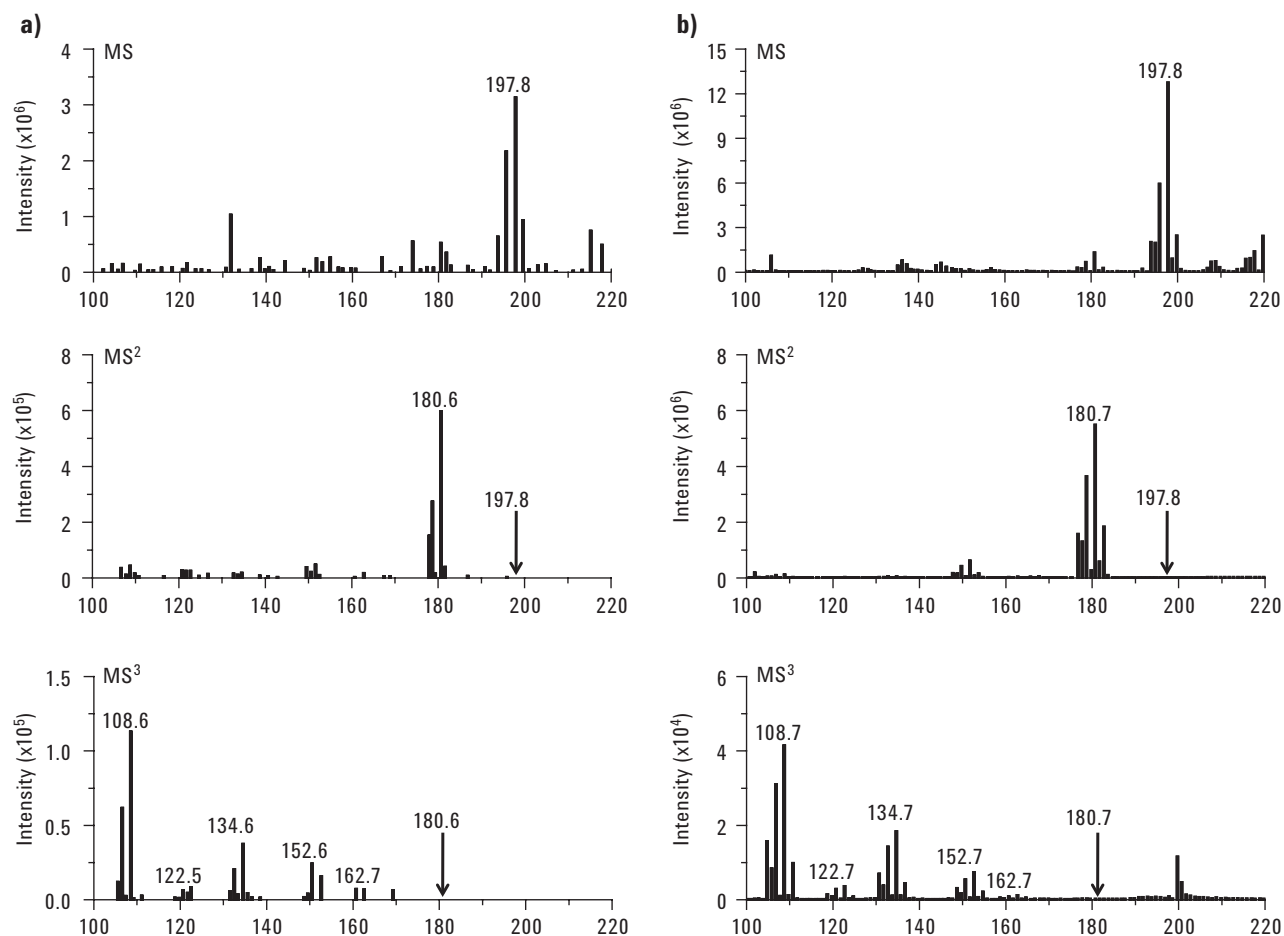 a)
MS
4
3
2
1
0
Intensity (x10⁶)
197.8
100 120 140 160 180 200 220
MS²
8
6
4
2
0
Intensity (x10⁵)
180.6
197.8
100 120 140 160 180 200 220
MS³
1.5
1.0
0.5
0.0
Intensity (x10⁵)
108.6
122.5
134.6
152.6
162.7
180.6
100 120 140 160 180 200 220
b)
MS
15
12
9
6
3
0
Intensity (x10⁶)
197.8
100 120 140 160 180 200 220
MS²
8
6
4
2
0
Intensity (x10⁶)
180.7
197.8
100 120 140 160 180 200 220
MS³
6
4
2
0
Intensity (x10⁴)
108.7
122.7
134.7
152.7
162.7
180.7
100 120 140 160 180 200 220